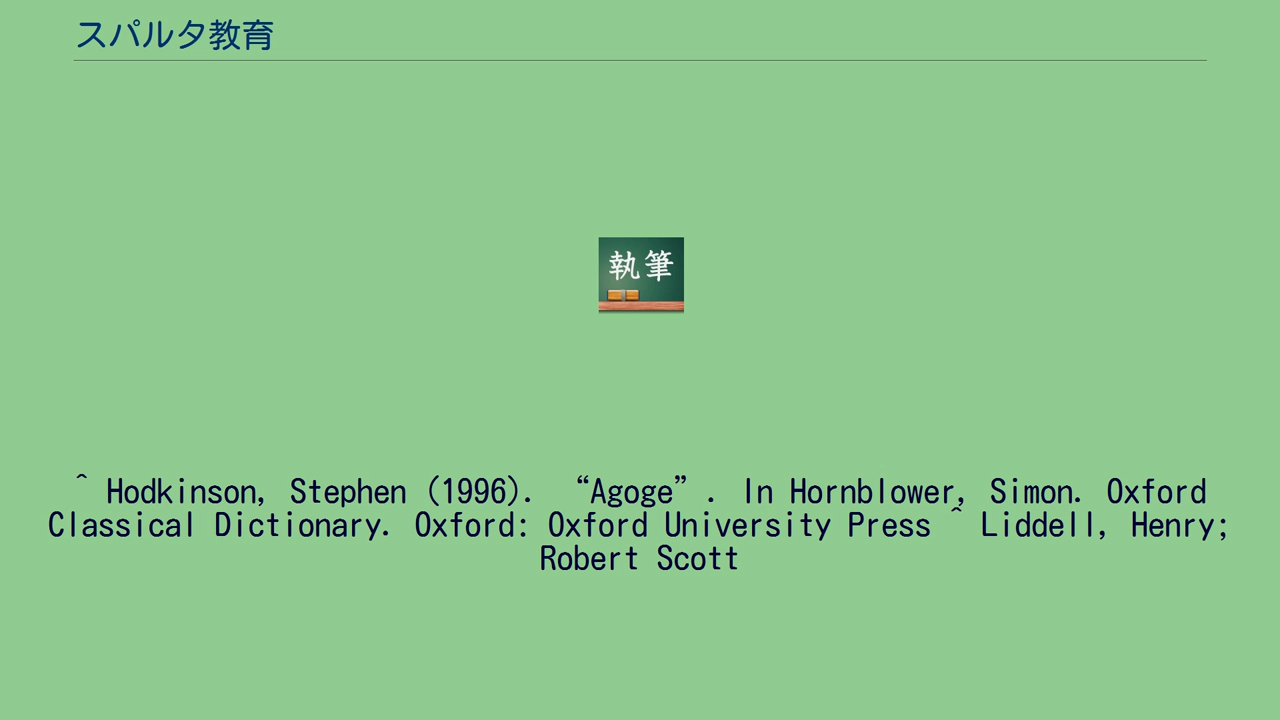 スパルタ教育
執筆
^ Hodkinson, Stephen (1996). “Agoge”. In Hornblower, Simon. Oxford
Classical Dictionary. Oxford: Oxford University Press ^ Liddell, Henry;
Robert Scott